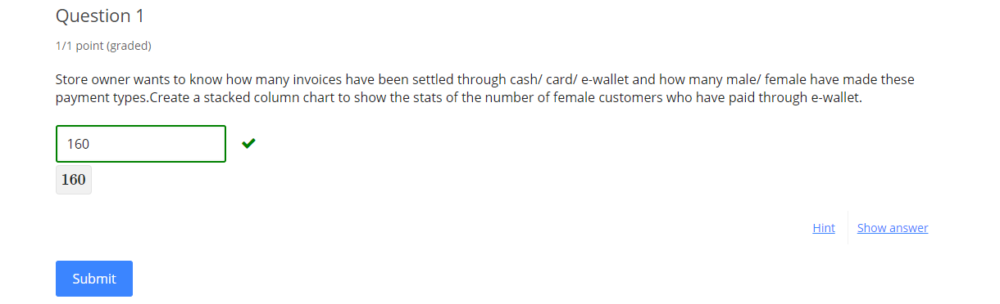 Question 1
1/1 point (graded)
Store owner wants to know how many invoices have been settled through cash/ card/ e-wallet and how many male/ female have made these
payment types.Create a stacked column chart to show the stats of the number of female customers who have paid through e-wallet.
160
160
Hint Show answer
Submit